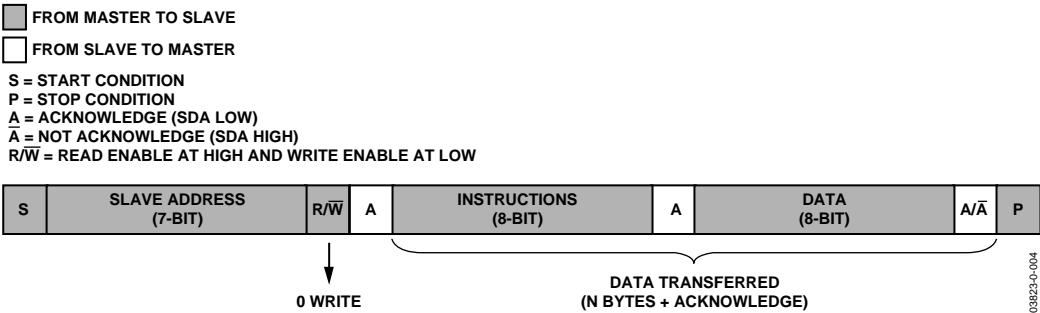 FROM MASTER TO SLAVE
FROM SLAVE TO MASTER
S = START CONDITION
P = STOP CONDITION
A = ACKNOWLEDGE (SDA LOW)
A̅ = NOT ACKNOWLEDGE (SDA HIGH)
R/W̅ = READ ENABLE AT HIGH AND WRITE ENABLE AT LOW
S SLAVE ADDRESS (7-BIT) R/W̅ A INSTRUCTIONS (8-BIT) A DATA (8-BIT) A/A̅ P
0 WRITE
DATA TRANSFERRED
(N BYTES + ACKNOWLEDGE)
03823-0-004